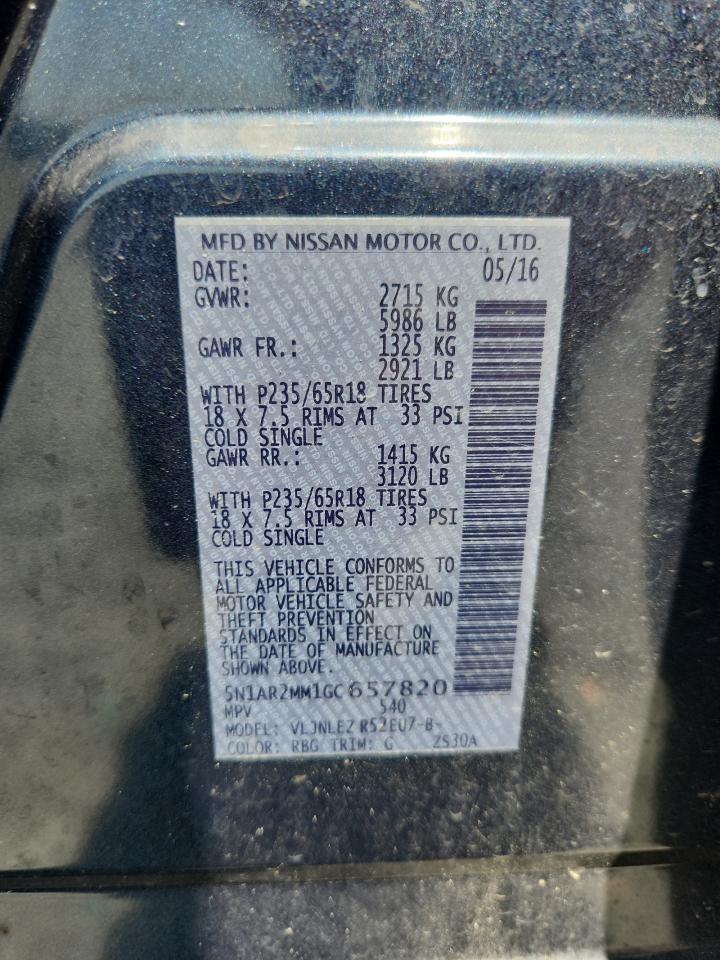 MFD BY NISSAN MOTOR CO., LTD.
DATE: 05/16
GVWR: 2715 KG
5986 LB
GAWR FR.: 1325 KG
2921 LB
WITH P235/65R18 TIRES
18 X 7.5 RIMS AT 33 PSI
COLD SINGLE
GAWR RR.: 1415 KG
3120 LB
WITH P235/65R18 TIRES
18 X 7.5 RIMS AT 33 PSI
COLD SINGLE
THIS VEHICLE CONFORMS TO
ALL APPLICABLE FEDERAL
MOTOR VEHICLE SAFETY AND
THEFT PREVENTION
STANDARDS IN EFFECT ON
THE DATE OF MANUFACTURE
SHOWN ABOVE.
5N1AR2MM1GC657820
MPV 540
MODEL: VLJNLEZ R52EU7-B-
COLOR: RBG TRIM: G ZS30A